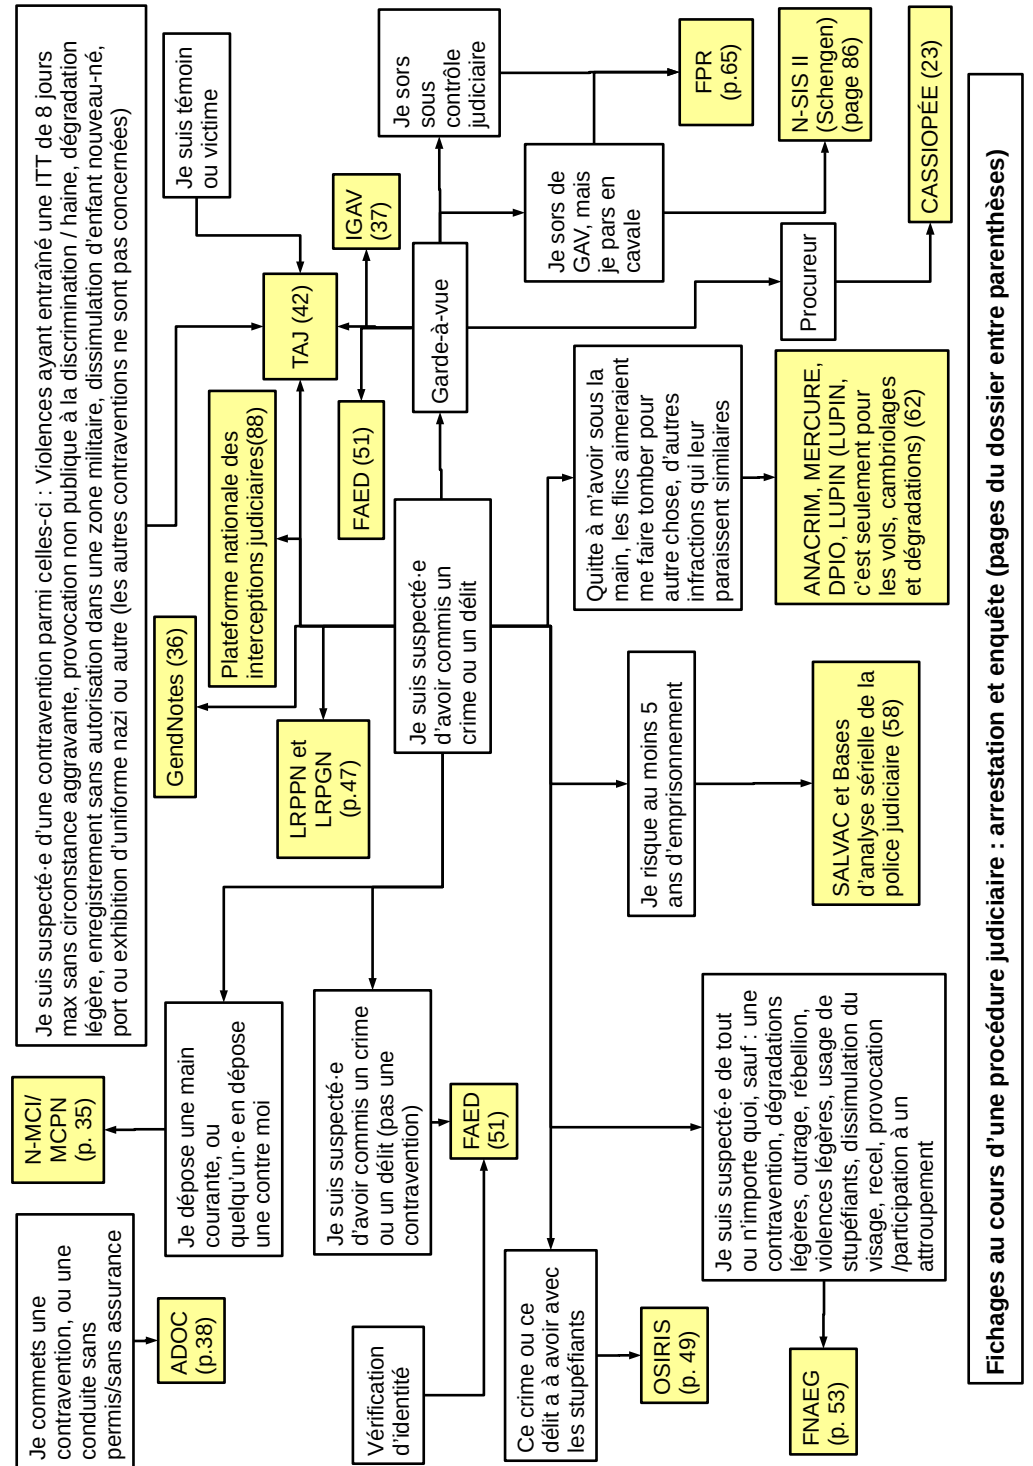 Je commets une
contravention, ou une
conduite sans
permis/sans assurance
ADOC
(p.38)
N-MCI/
MCPN
(p. 35)
Je suis suspecté·e d'une contravention parmi celles-ci : Violences ayant entraîné une ITT de 8 jours
max sans circonstance aggravante, provocation non publique à la discrimination / haine, dégradation
légère, enregistrement sans autorisation dans une zone militaire, dissimulation d'enfant nouveau-né,
port ou exhibition d'uniforme nazi ou autre (les autres contraventions ne sont pas concernées)
Je dépose une main
courante, ou
quelqu'un·e en dépose
une contre moi
GendNotes (36)
Plateforme nationale des
interceptions judiciaires(88)
TAJ (42)
Je suis témoin
ou victime
Vérification
d'identité
Je suis suspecté·e
d'avoir commis un crime
ou un délit (pas une
contravention)
FAED
(51)
LRPPN et
LRPGN
(p.47)
FAED (51)
IGAV
(37)
Je suis suspecté·e
d'avoir commis un
crime ou un délit
Garde-à-vue
Je sors
sous
contrôle
judiciaire
Ce crime ou ce
délit a à avoir avec
les stupéfiants
OSIRIS
(p. 49)
Je sors de
GAV, mais
je pars en
cavale
FPR
(p.65)
Je risque au moins 5
ans d'emprisonnement
Quitte à m'avoir sous la
main, les flics aimeraient
me faire tomber pour
autre chose, d'autres
infractions qui leur
paraissent similaires
Procureur
N-SIS II
(Schengen)
(page 86)
Je suis suspecté·e de tout
ou n'importe quoi, sauf : une
contravention, dégradations
légères, outrage, rébellion,
violences légères, usage de
stupéfiants, dissimulation du
visage, recel, provocation
/participation à un
attroupement
FNAEG
(p. 53)
SALVAC et Bases
d'analyse sérielle de la
police judiciaire (58)
ANACRIM, MERCURE,
DPIO, LUPIN (LUPIN,
c'est seulement pour
les vols, cambriolages
et dégradations) (62)
CASSIOPÉE (23)
Fichages au cours d'une procédure judiciaire : arrestation et enquête (pages du dossier entre parenthèses)